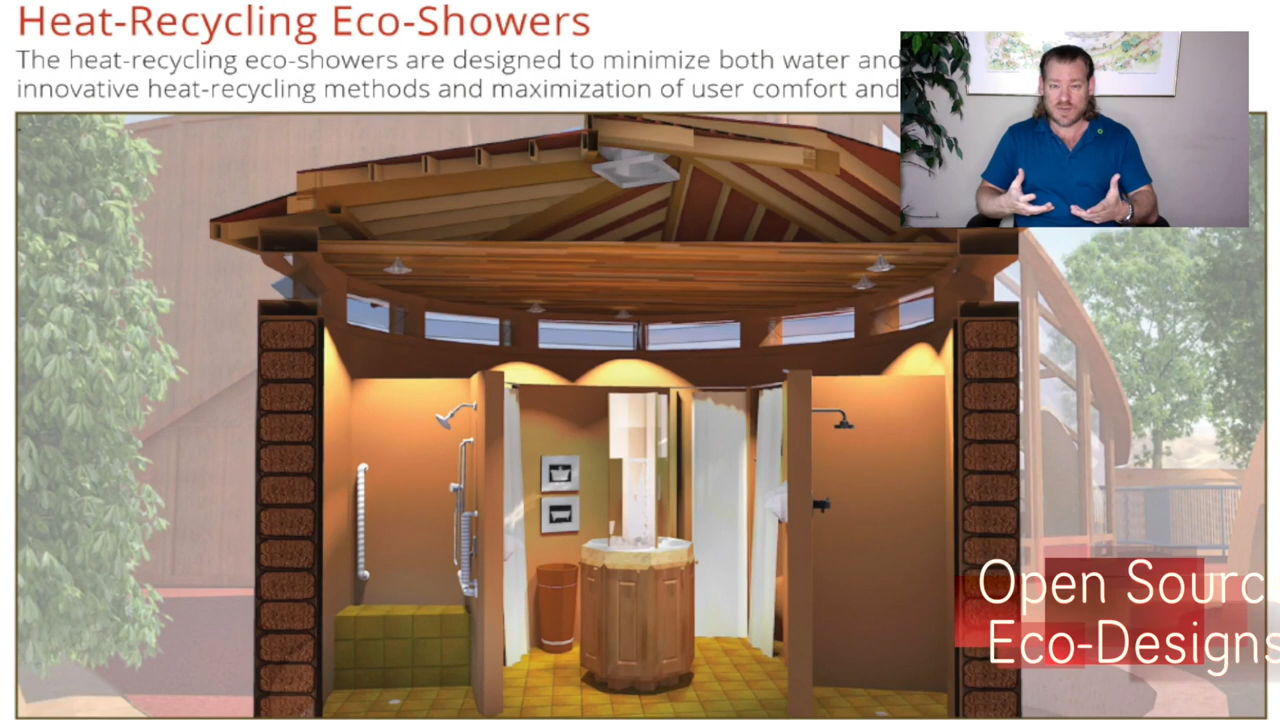 Heat-Recycling Eco-Showers
The heat-recycling eco-showers are designed to minimize both water and
innovative heat-recycling methods and maximization of user comfort and
Open Sourc
Eco-Designs